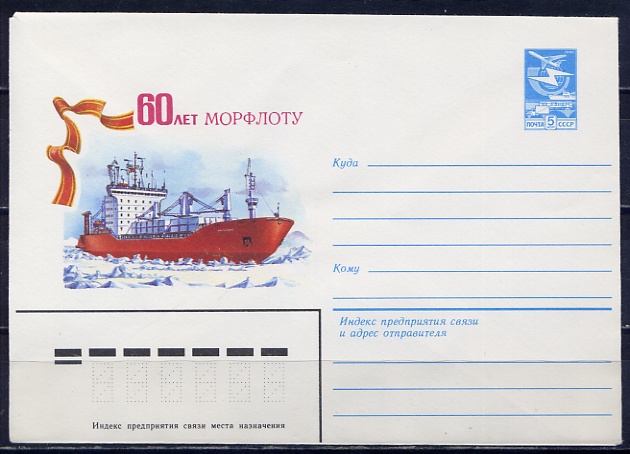 60 ЛЕТ МОРФЛОТУ
ПОЧТА 5 СССР
Куда
Кому
Индекс предприятия связи
и адрес отправителя
Индекс предприятия связи места назначения